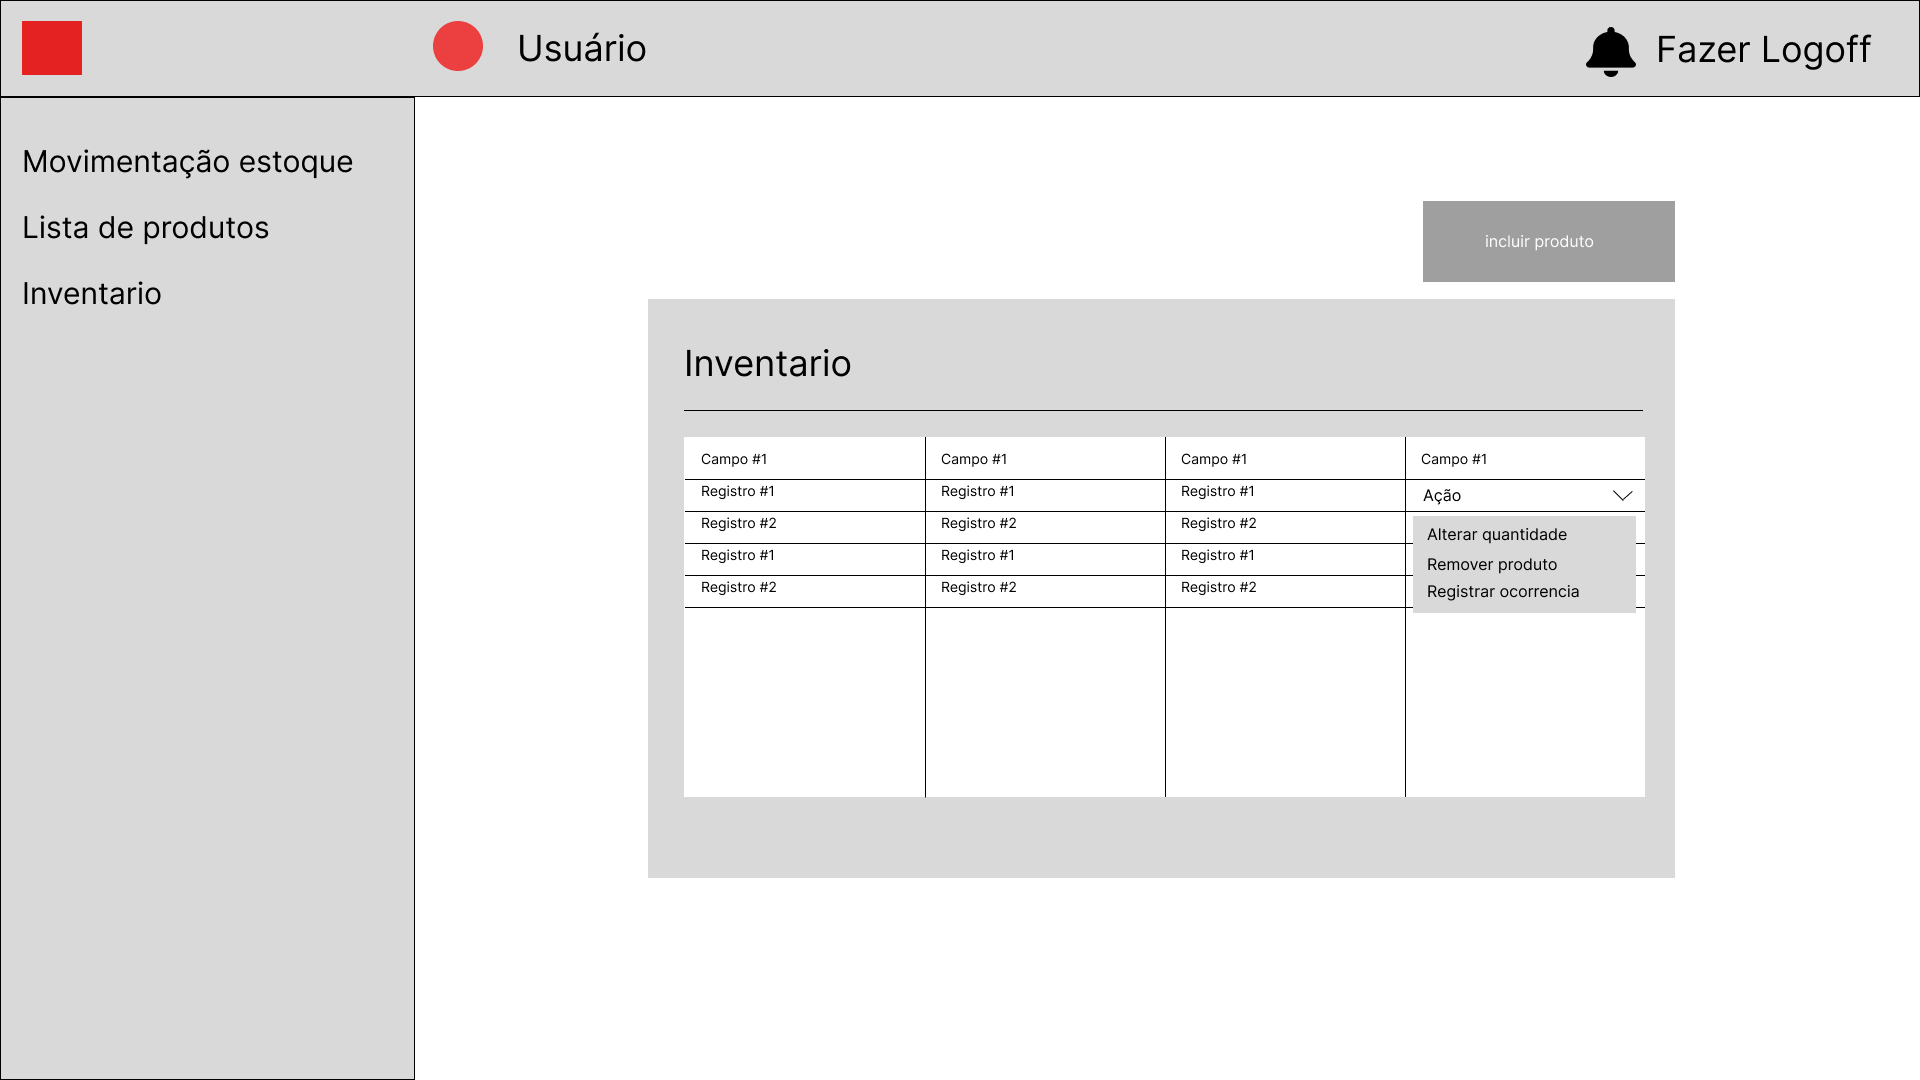 Usuário
Fazer Logoff
Movimentação estoque
Lista de produtos
Inventario
incluir produto
Inventario
Campo #1 Campo #1 Campo #1 Campo #1
Registro #1 Registro #1 Registro #1 Ação
Registro #2 Registro #2 Registro #2
Registro #1 Registro #1 Registro #1
Registro #2 Registro #2 Registro #2
Alterar quantidade
Remover produto
Registrar ocorrencia